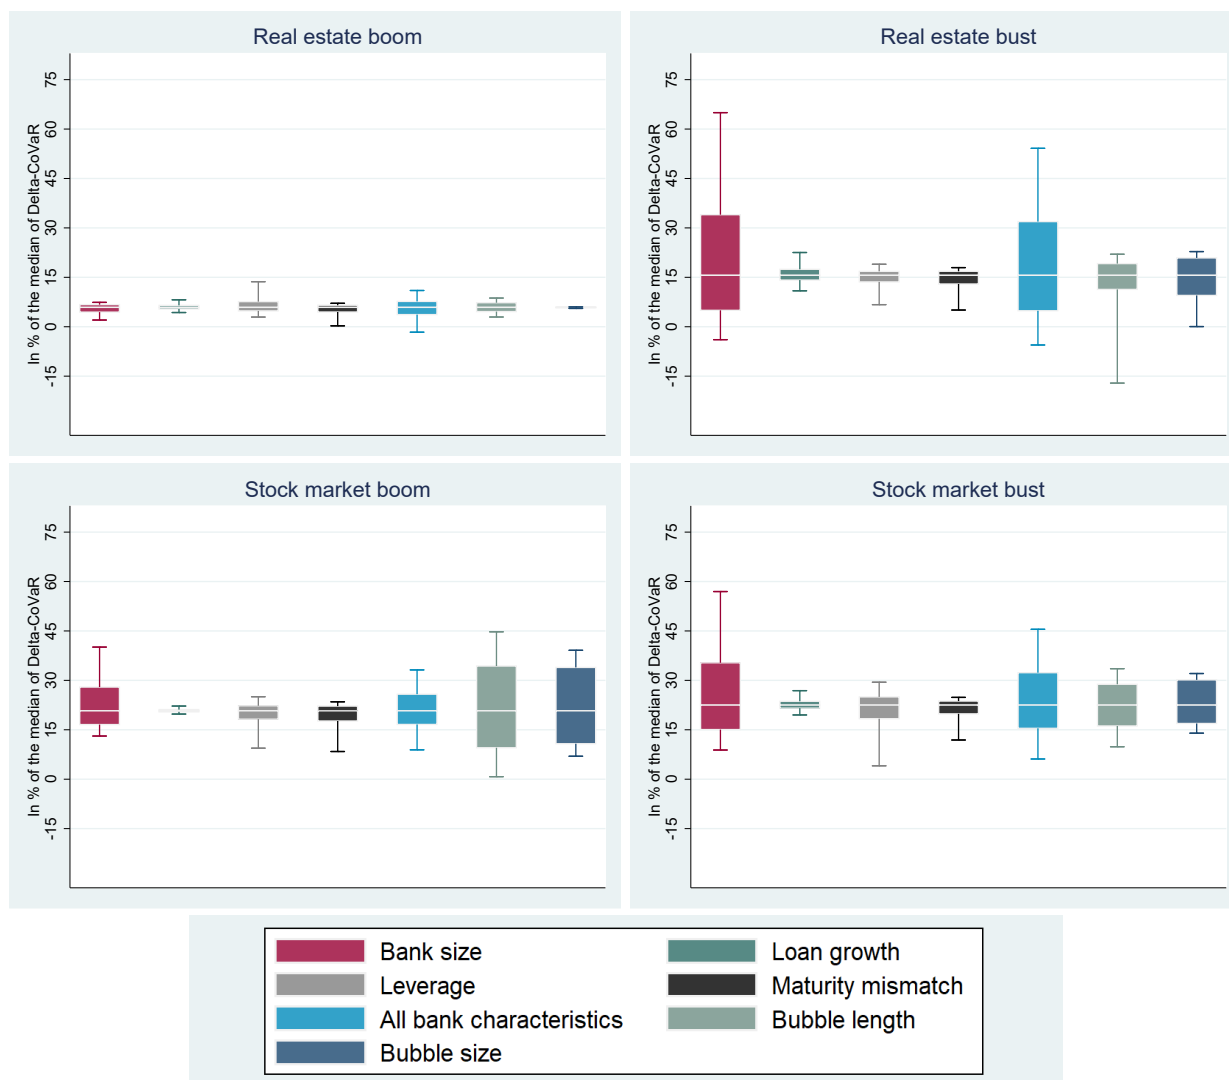 Real estate boom
In % of the median of Delta-CoVaR
75
60
45
30
15
0
-15
Real estate bust
In % of the median of Delta-CoVaR
75
60
45
30
15
0
-15
Stock market boom
In % of the median of Delta-CoVaR
75
60
45
30
15
0
-15
Stock market bust
In % of the median of Delta-CoVaR
75
60
45
30
15
0
-15
Bank size
Loan growth
Leverage
Maturity mismatch
All bank characteristics
Bubble length
Bubble size